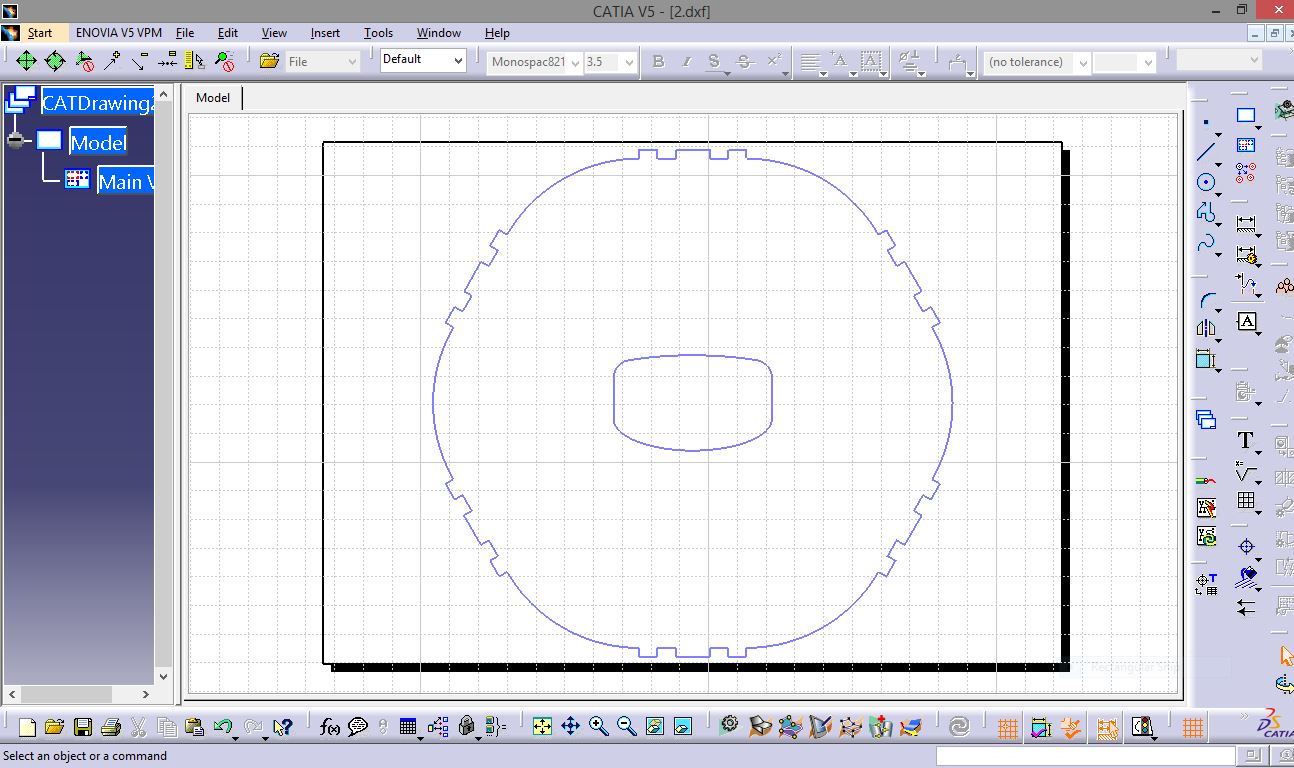 CATIA V5 - [2.dxf]
Start ENOVIA V5 VPM File Edit View Insert Tools Window Help
File Default Monospac821 3.5 B I S S (no tolerance)
CATDrawing
Model
Model
Main V
A
T
f(x)
CATIA
Select an object or a command